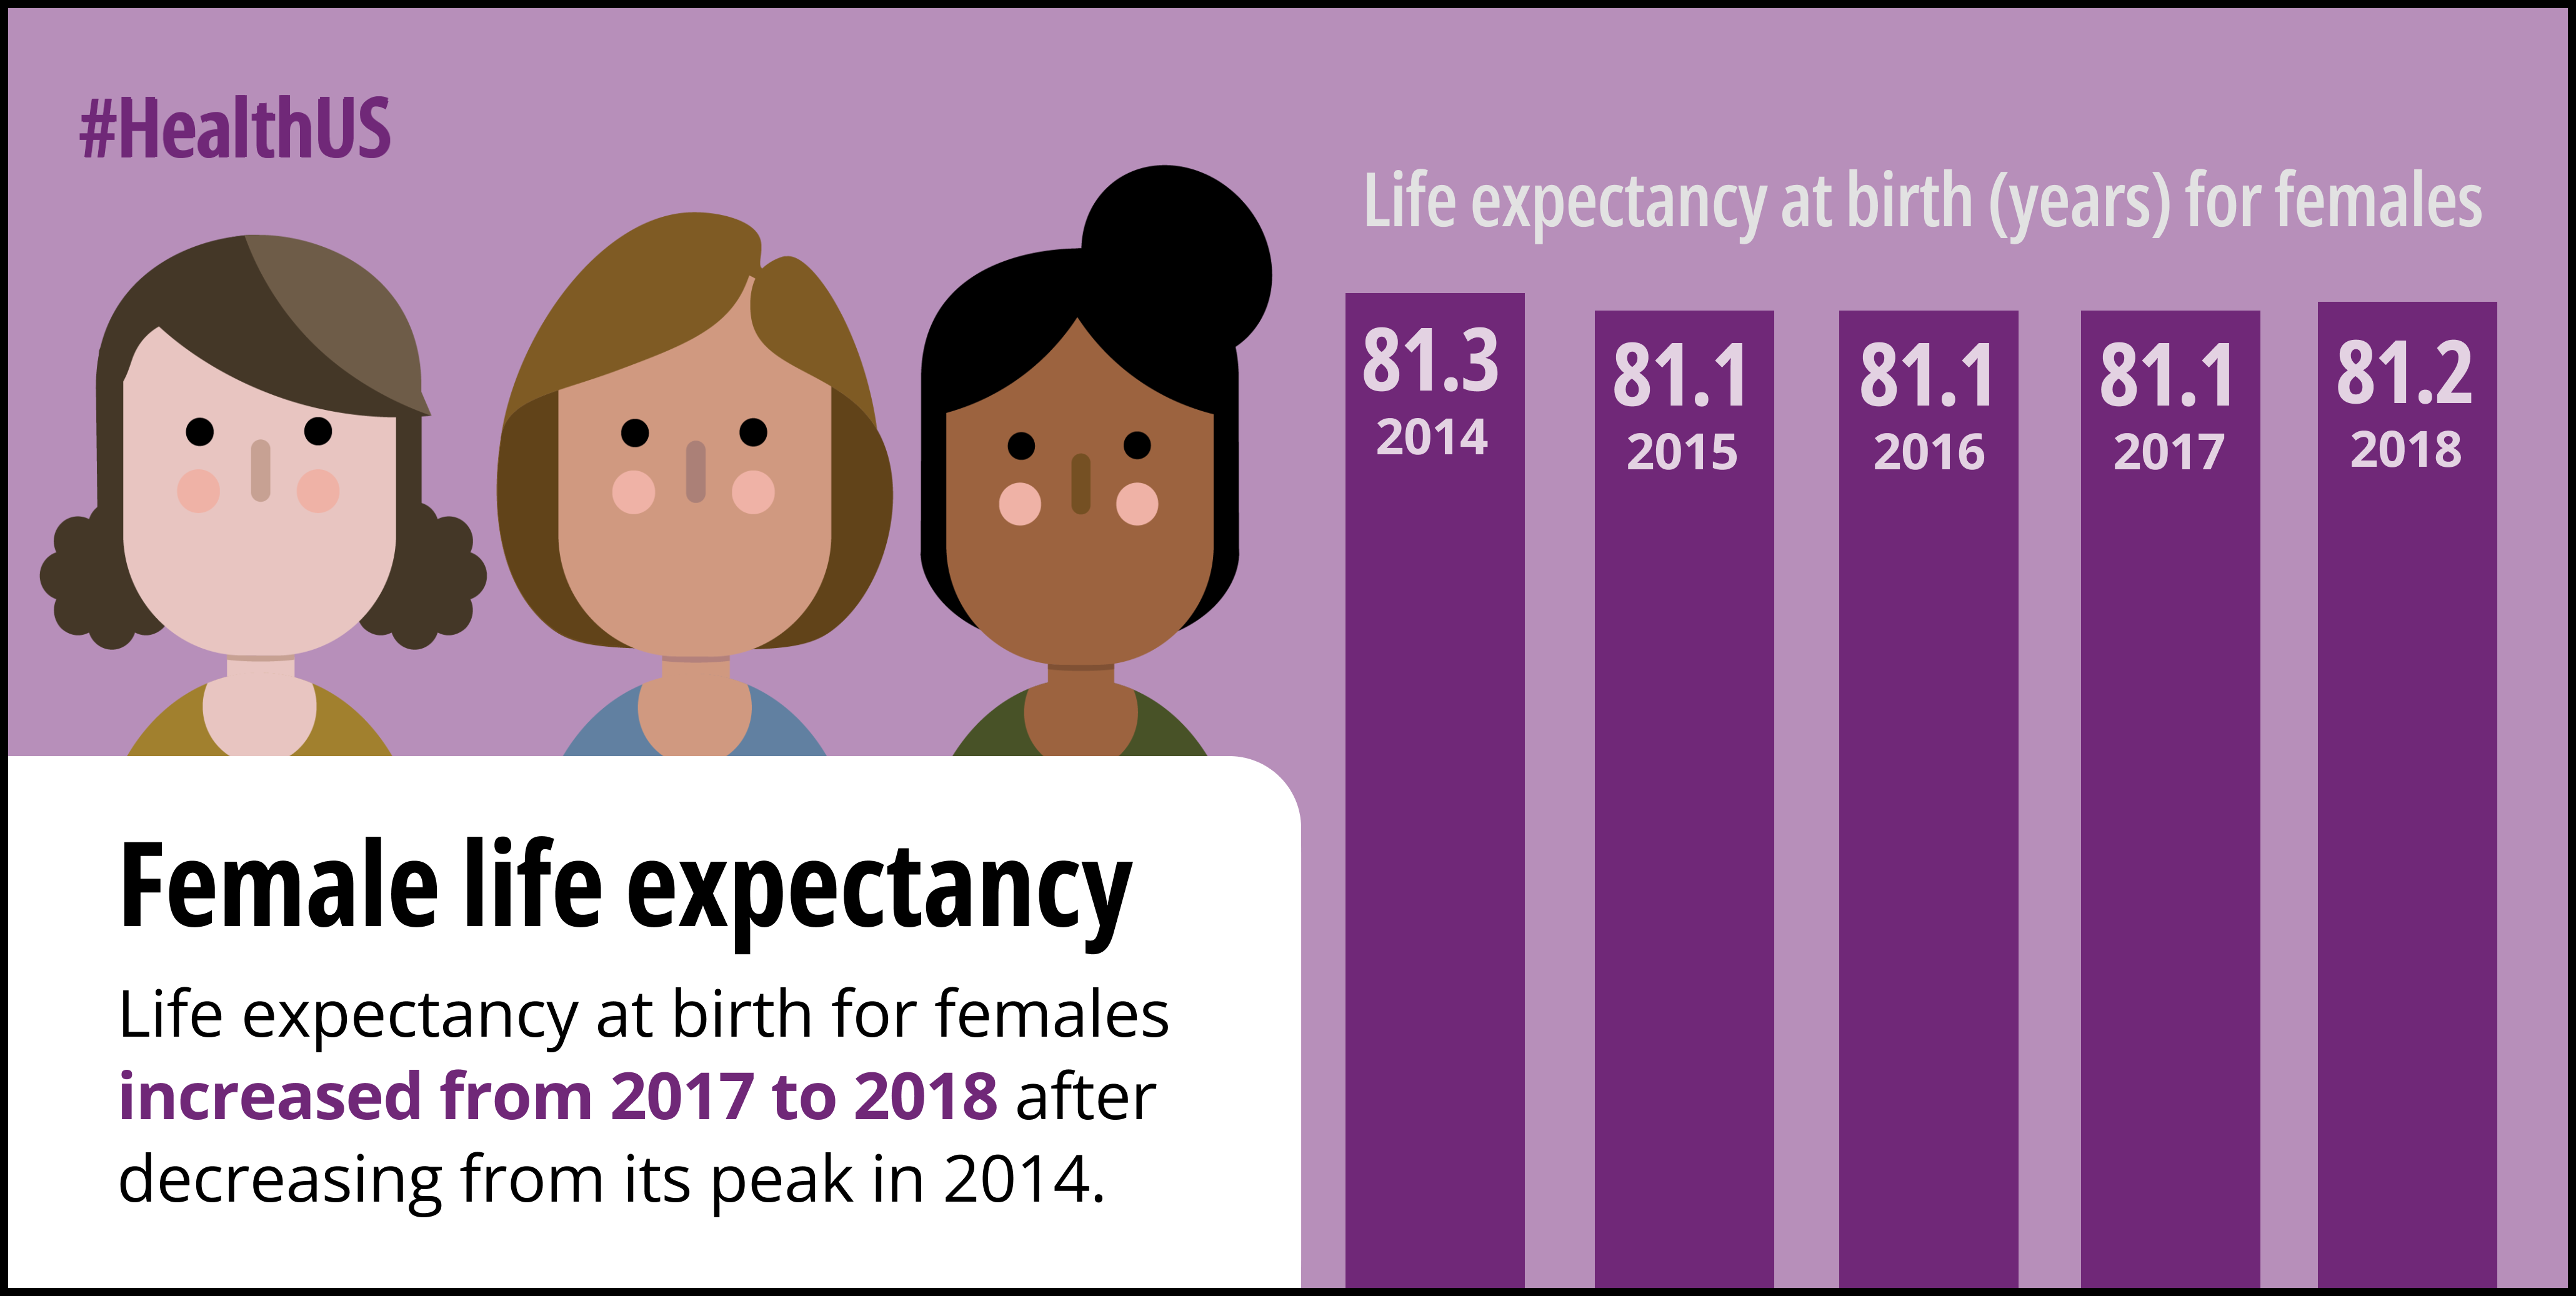 #HealthUS
Life expectancy at birth (years) for females
81.3
2014
81.1
2015
81.1
2016
81.1
2017
81.2
2018
Female life expectancy
Life expectancy at birth for females
increased from 2017 to 2018 after
decreasing from its peak in 2014.